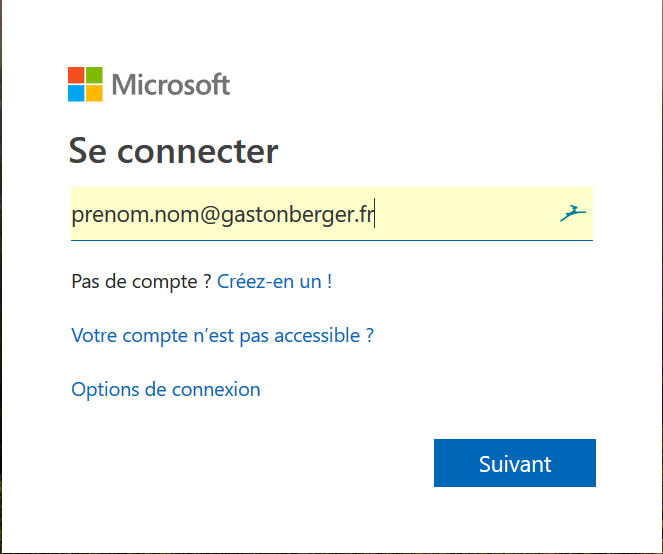 Microsoft
Se connecter
prenom.nom@gastonberger.fr
Pas de compte ? Créez-en un !
Votre compte n’est pas accessible ?
Options de connexion
Suivant